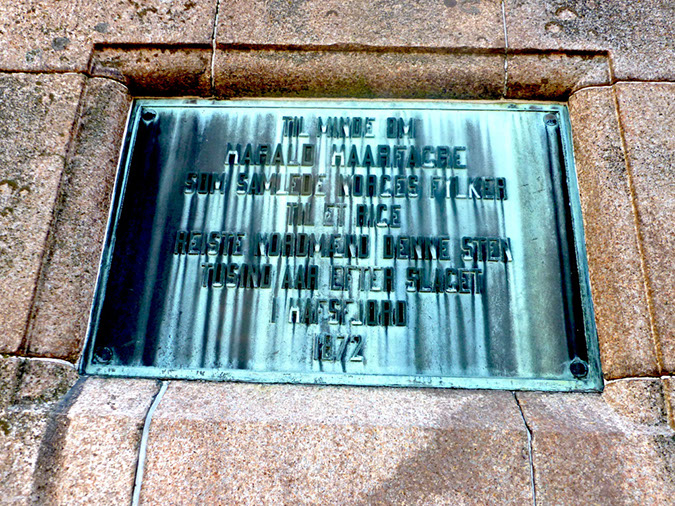 TIL MINDE OM
HARALD HAARFAGRE
SOM SAMLEDE NORGES FYLKER
TIL ET RIGE
REISTE NORDMÆND DENNE STEN
TUSIND AAR EFTER SLAGET
I HAFSFJORD
1872